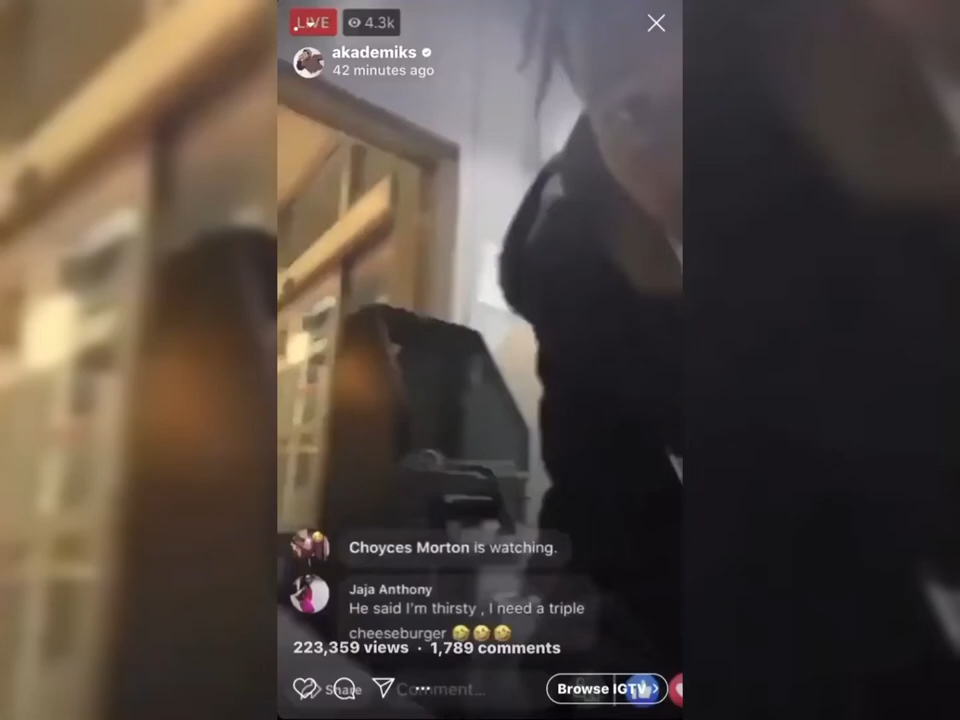 LIVE
4.3k
akademiks
42 minutes ago
Choyces Morton is watching.
Jaja Anthony
He said I'm thirsty , I need a triple
cheeseburger 🤣🤣🤣
223,359 views · 1,789 comments
Share
Comment...
Browse IGTV